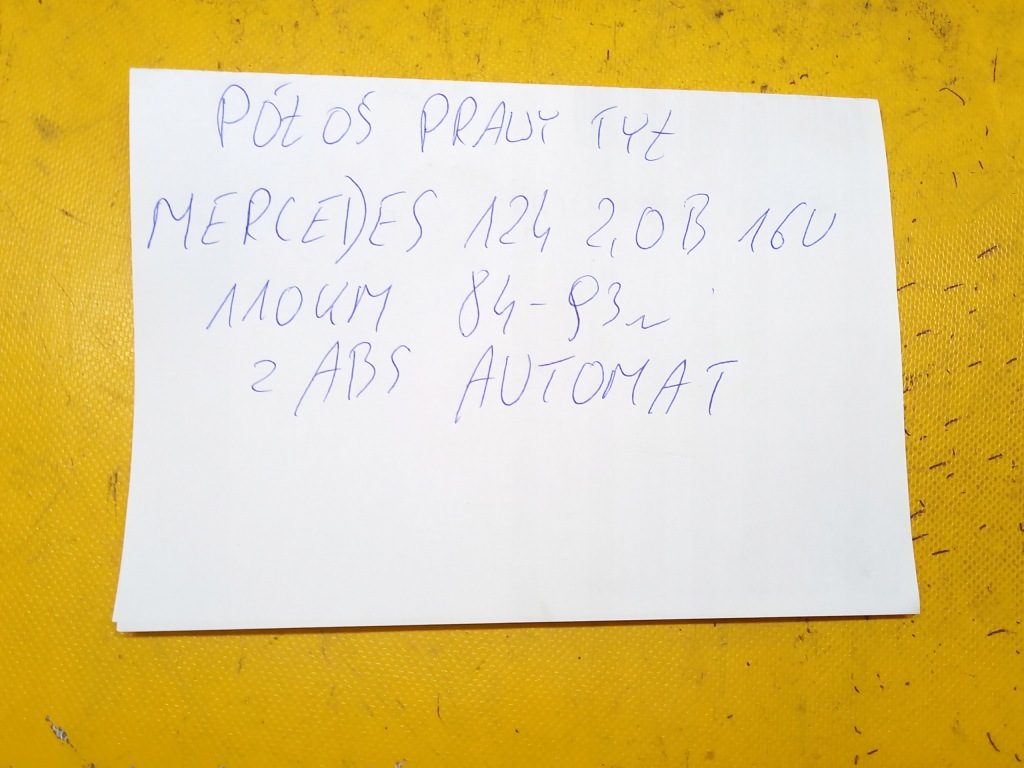 PÓŁOŚ PRAWY TYŁ
MERCEDES 124 2,0B 16V
110KM 84-93r
z ABS AUTOMAT